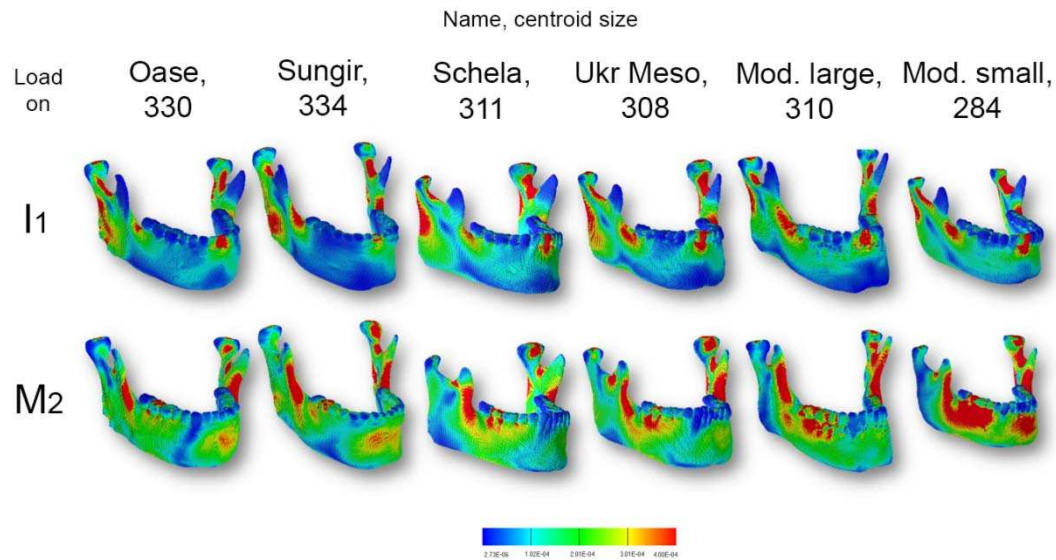 Name, centroid size
Load on
Oase, 330
Sungir, 334
Schela, 311
Ukr Meso, 308
Mod. large, 310
Mod. small, 284
I1
M2
2.73E-06 1.02E-04 2.01E-04 3.01E-04 4.00E-04